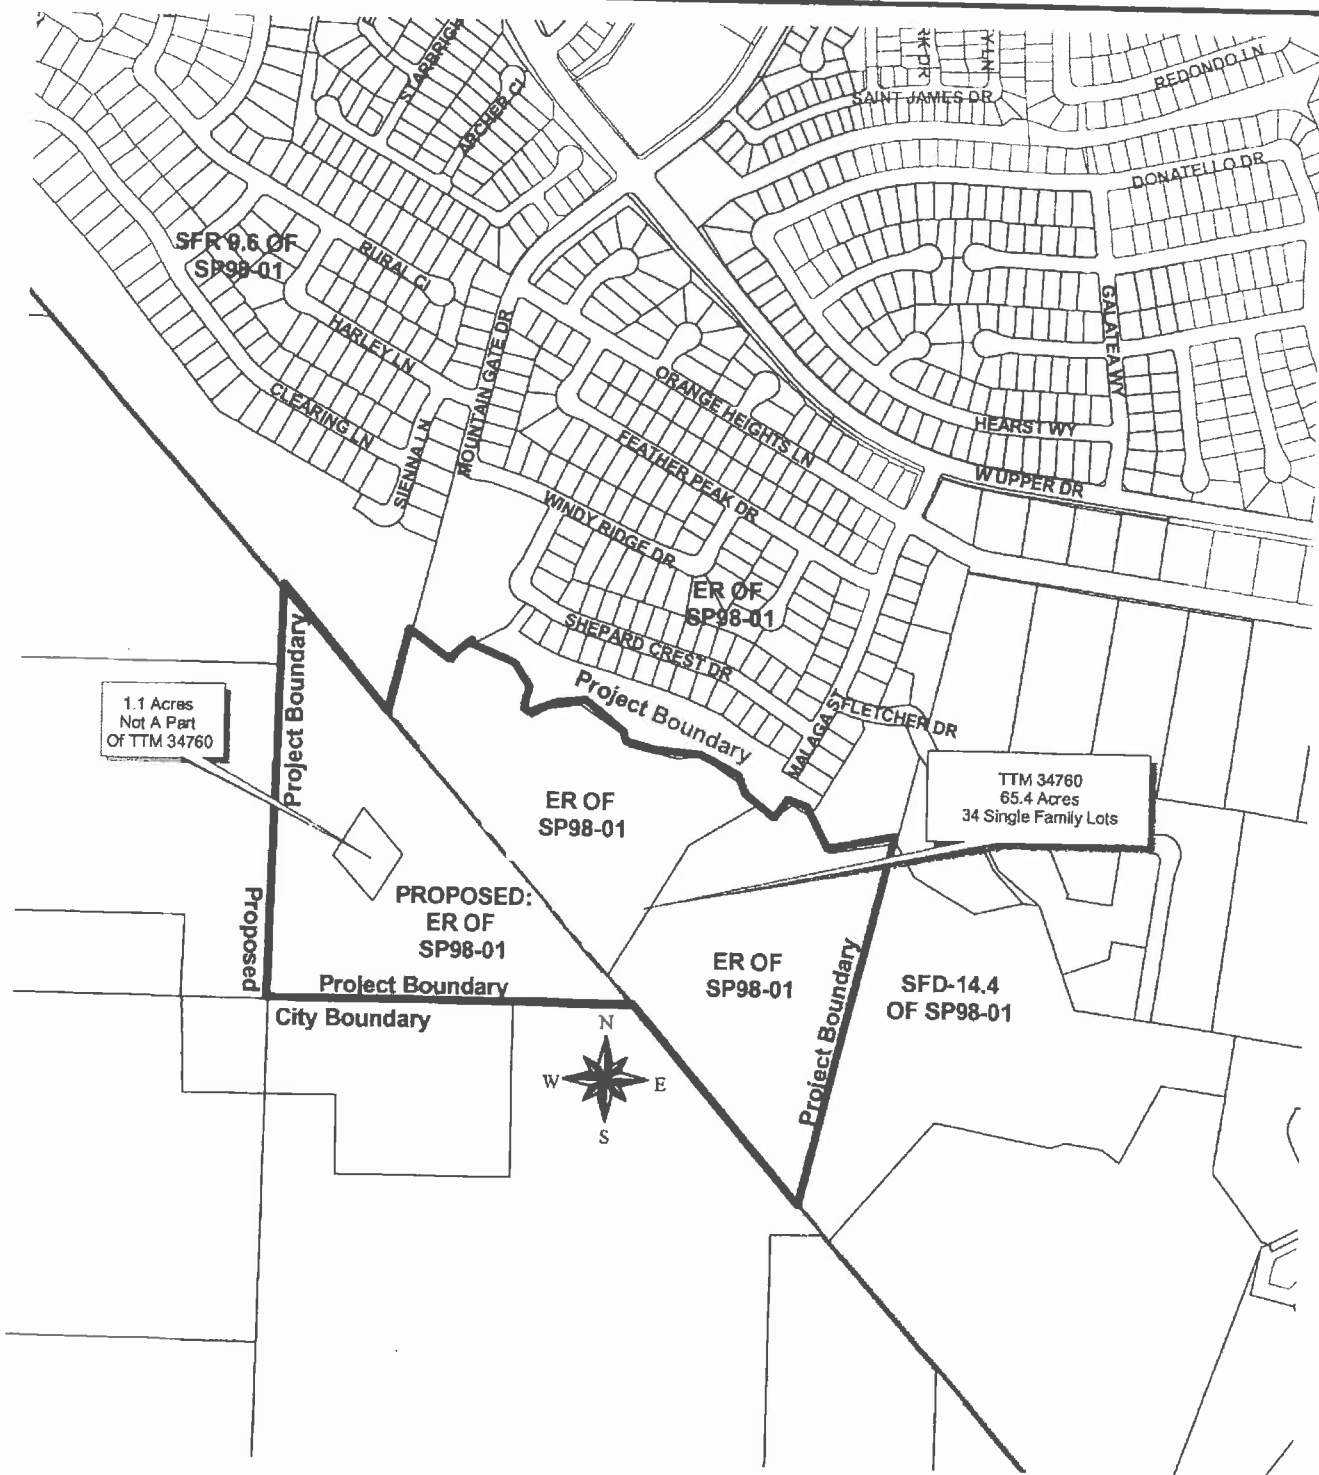 STARBRIGH
ARCHER CI
RK DR
Y LN
REDONDO LN
SAINT JAMES DR
DONATELLO DR
SFR 9.6 OF
SP98-01
RURAL CI
HARLEY LN
CLEARING LN
SIENNA LN
MOUNTAIN GATE DR
GALATEA WY
ORANGE HEIGHTS LN
FEATHER PEAK DR
HEARST WY
W UPPER DR
WINDY RIDGE DR
ER OF
SP98-01
SHEPARD CREST DR
MALAGA ST
FLETCHER DR
Project Boundary
Project Boundary
1.1 Acres
Not A Part
Of TTM 34760
TTM 34760
65.4 Acres
34 Single Family Lots
ER OF
SP98-01
PROPOSED:
ER OF
SP98-01
Proposed
Project Boundary
City Boundary
ER OF
SP98-01
Project Boundary
SFD-14.4
OF SP98-01
N
W
E
S